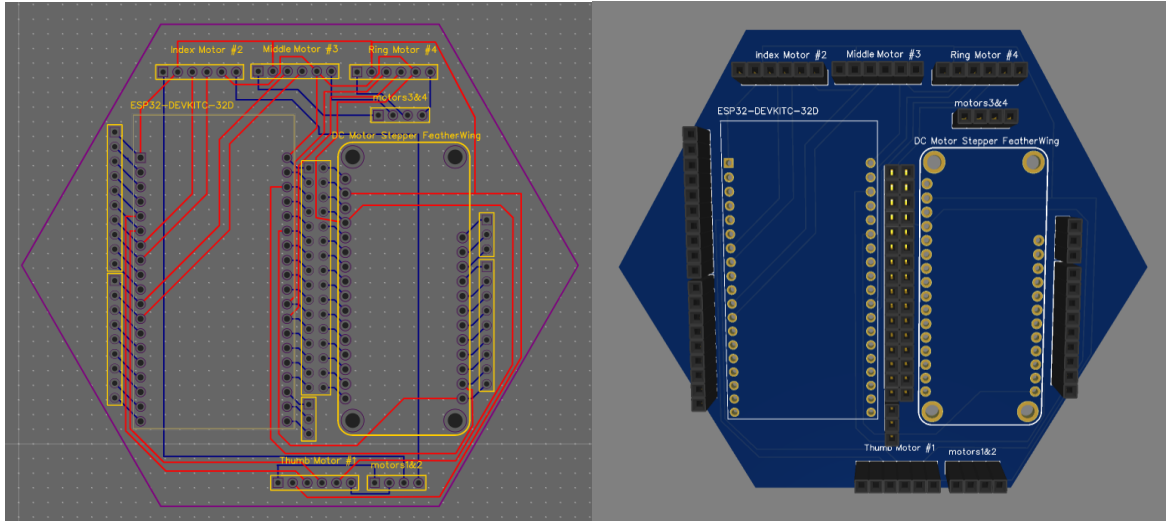 Index Motor #2
Middle Motor #3
Ring Motor #4
motors3&4
ESP32-DEVKITC-32D
DC Motor Stepper FeatherWing
Thumb Motor #1
motors1&2
index Motor #2
Middle Motor #3
Ring Motor #4
motors3&4
ESP32-DEVKITC-32D
DC Motor Stepper FeatherWing
Thumb Motor #1
motors1&2